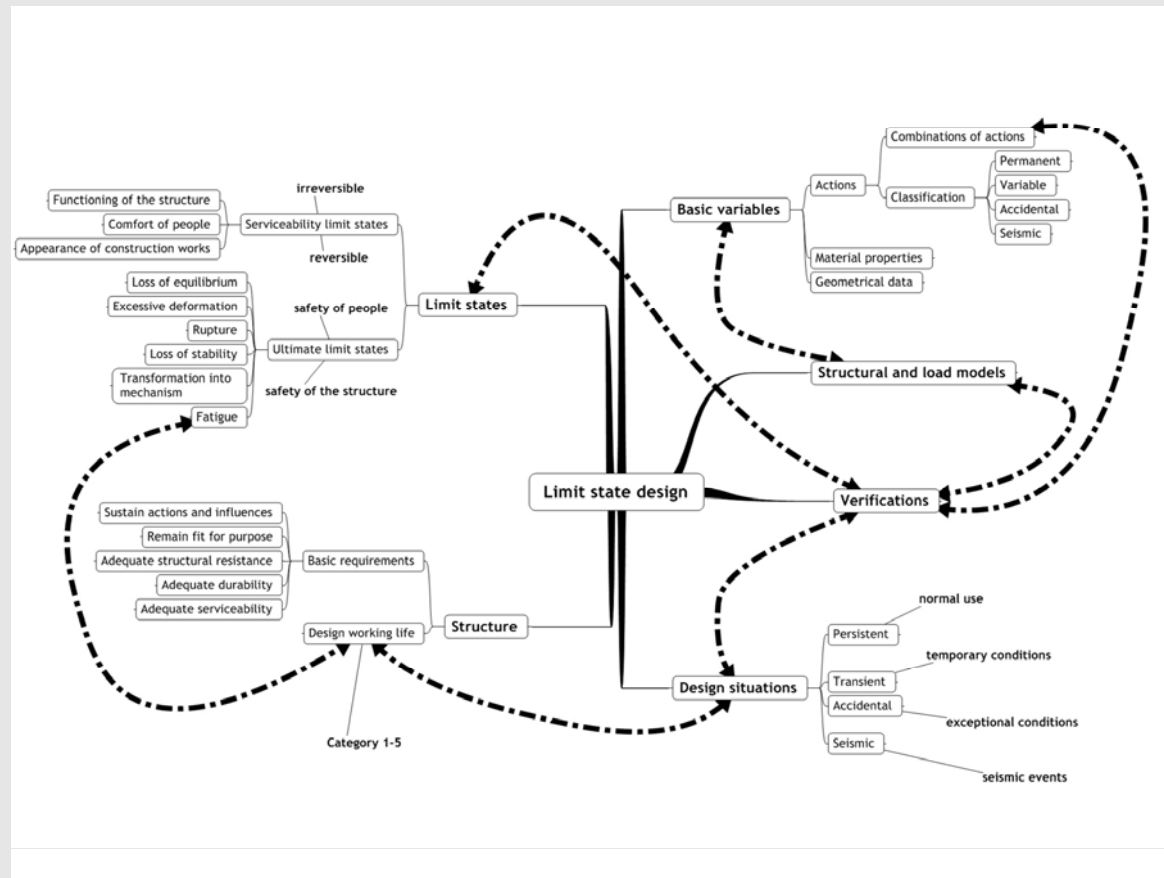 Limit state design
Limit states
Serviceability limit states
irreversible
reversible
Functioning of the structure
Comfort of people
Appearance of construction works
Ultimate limit states
safety of people
safety of the structure
Loss of equilibrium
Excessive deformation
Rupture
Loss of stability
Transformation into
mechanism
Fatigue
Structure
Basic requirements
Sustain actions and influences
Remain fit for purpose
Adequate structural resistance
Adequate durability
Adequate serviceability
Design working life
Category 1-5
Basic variables
Actions
Combinations of actions
Classification
Permanent
Variable
Accidental
Seismic
Material properties
Geometrical data
Structural and load models
Verifications
Design situations
Persistent
normal use
Transient
temporary conditions
Accidental
exceptional conditions
Seismic
seismic events